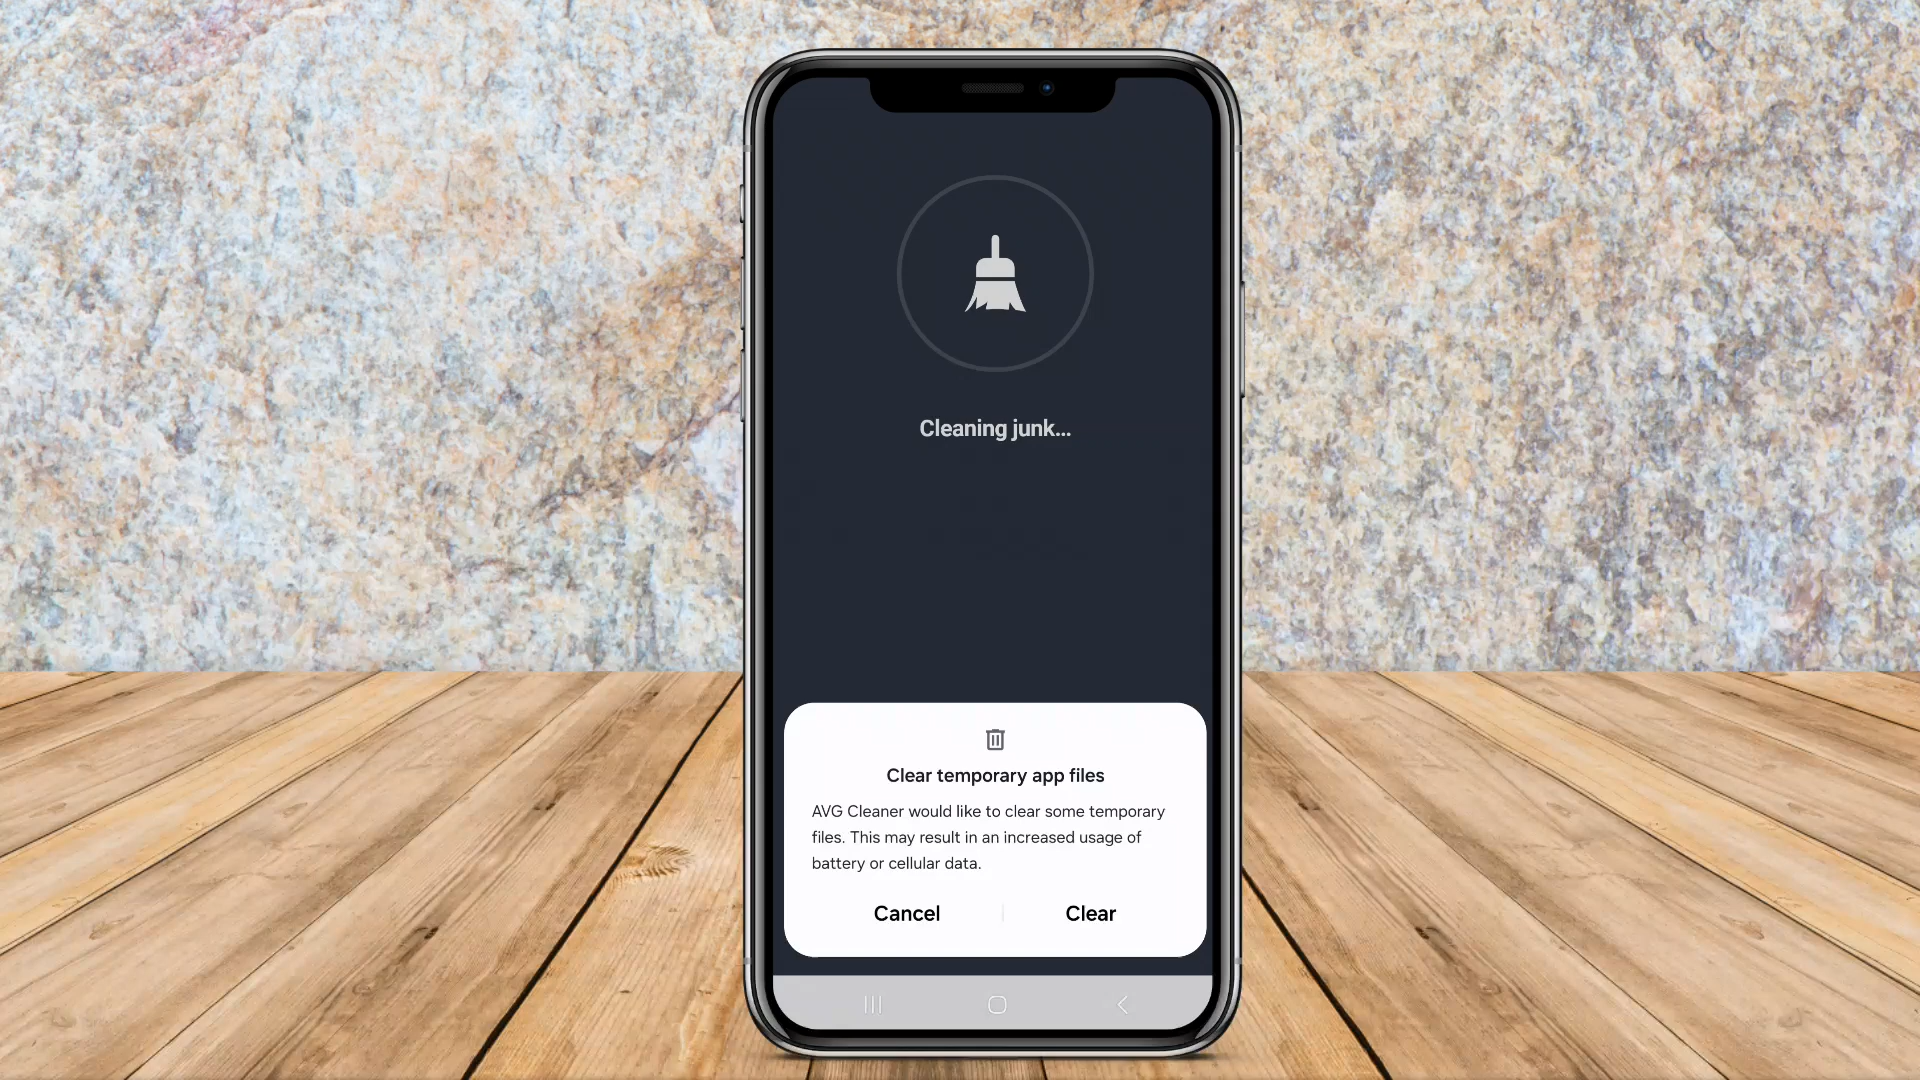 Cleaning junk...
Clear temporary app files
AVG Cleaner would like to clear some temporary
files. This may result in an increased usage of
battery or cellular data.
Cancel
Clear